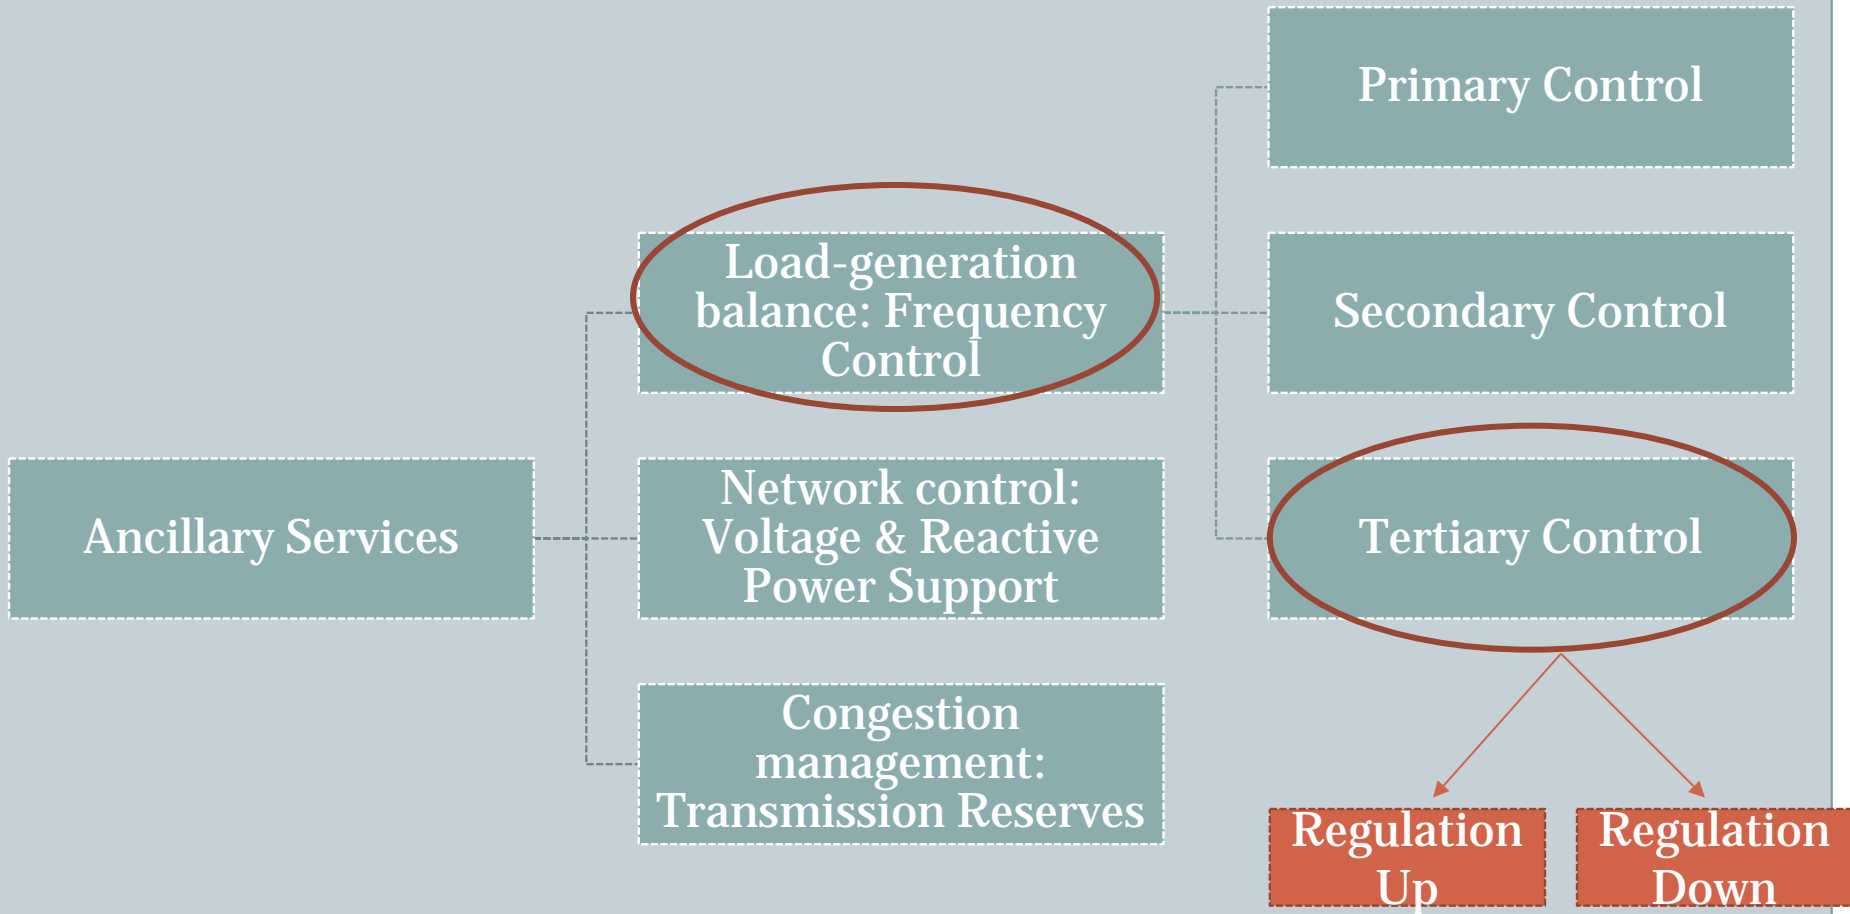 Primary Control
Load-generation
balance: Frequency
Control
Secondary Control
Ancillary Services
Network control:
Voltage & Reactive
Power Support
Tertiary Control
Congestion
management:
Transmission Reserves
Regulation
Up
Regulation
Down